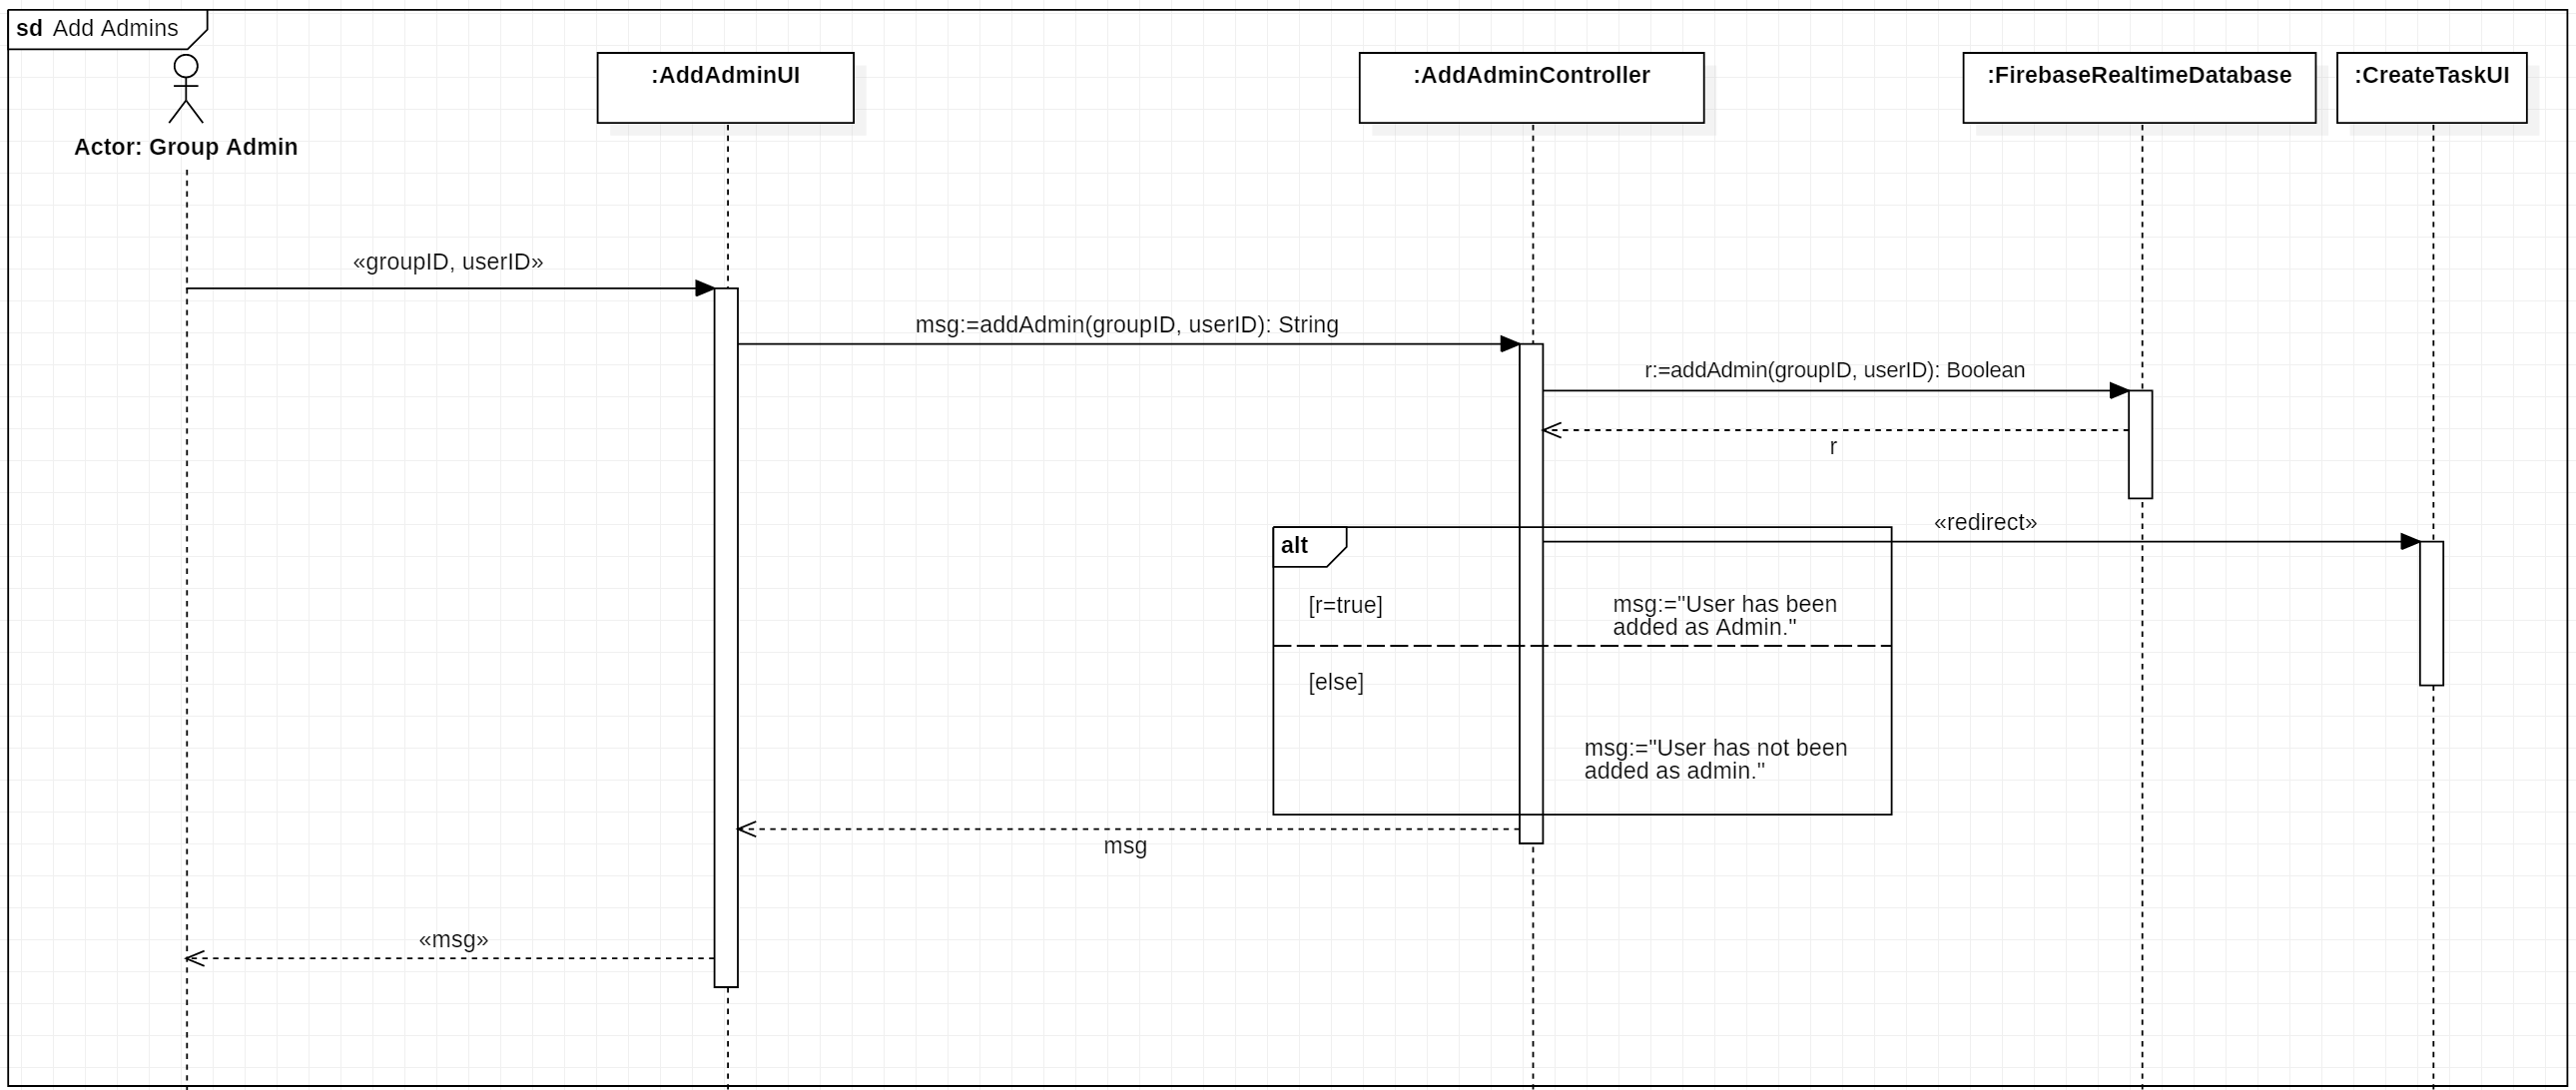 sd Add Admins
:AddAdminUI
:AddAdminController
:FirebaseRealtimeDatabase
:CreateTaskUI
Actor: Group Admin
«groupID, userID»
msg:=addAdmin(groupID, userID): String
r:=addAdmin(groupID, userID): Boolean
r
«redirect»
alt
[r=true]
msg:="User has been
added as Admin."
[else]
msg:="User has not been
added as admin."
msg
«msg»